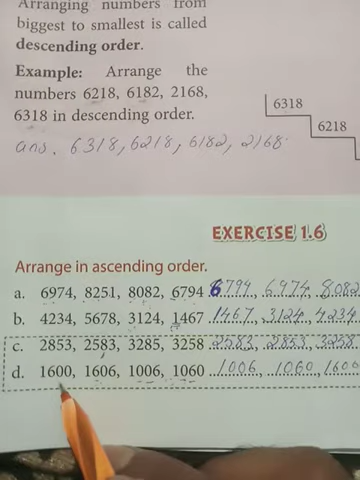 Arranging numbers from
biggest to smallest is called
descending order.
Example: Arrange the
numbers 6218, 6182, 2168,
6318 in descending order.
ans. 6318, 6218, 6182, 2168.
6318
6218
EXERCISE 1.6
Arrange in ascending order.
a. 6974, 8251, 8082, 6794 6794, 6974, 8082
b. 4234, 5678, 3124, 1467 1467, 3124, 4234
c. 2853, 2583, 3285, 3258 2583, 2853, 3258
d. 1600, 1606, 1006, 1060 1006, 1060, 1600